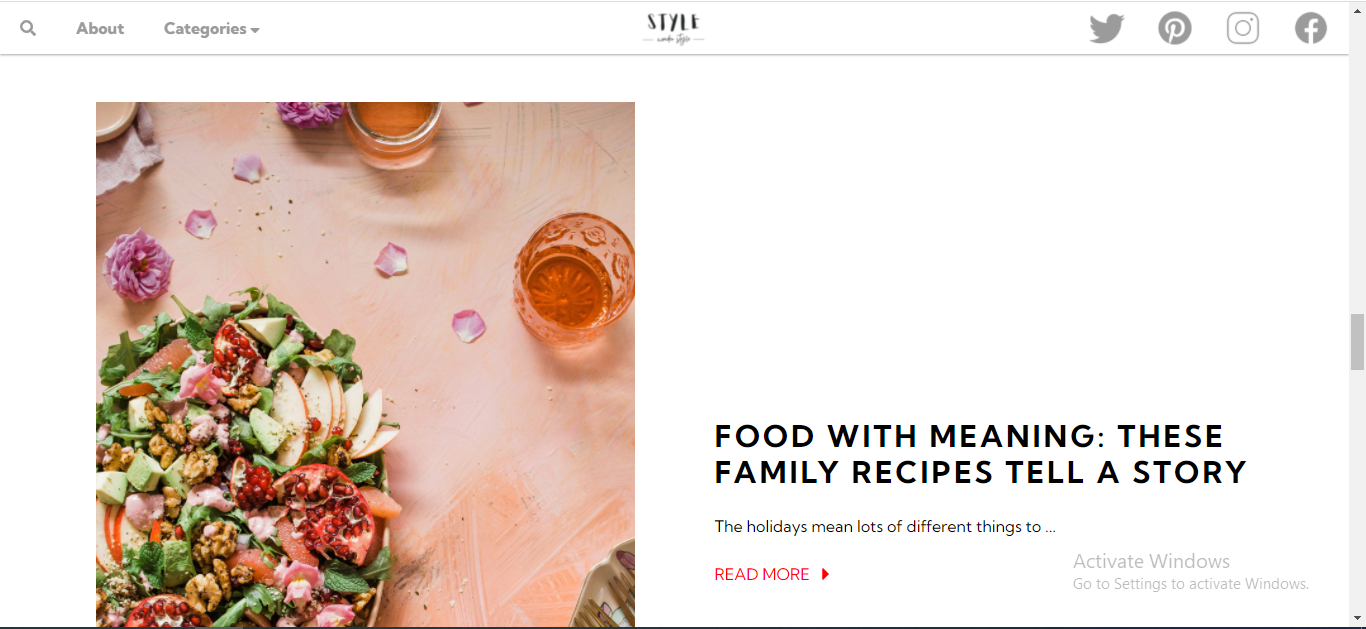 About
Categories
STYLE
FOOD WITH MEANING: THESE
FAMILY RECIPES TELL A STORY
The holidays mean lots of different things to ...
READ MORE
Activate Windows
Go to Settings to activate Windows.